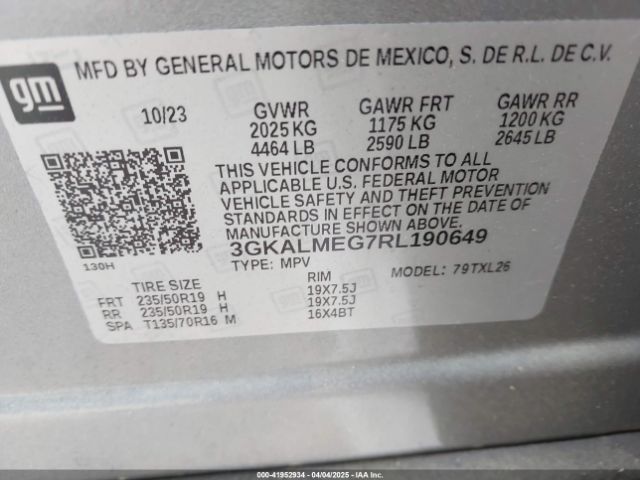 gm
MFD BY GENERAL MOTORS DE MEXICO, S. DE R.L. DE C.V.
10/23 GVWR GAWR FRT GAWR RR
2025 KG 1175 KG 1200 KG
4464 LB 2590 LB 2645 LB
THIS VEHICLE CONFORMS TO ALL
APPLICABLE U.S. FEDERAL MOTOR
VEHICLE SAFETY AND THEFT PREVENTION
STANDARDS IN EFFECT ON THE DATE OF
MANUFACTURE SHOWN ABOVE.
3GKALMEG7RL190649
130H TYPE: MPV MODEL: 79TXL26
TIRE SIZE RIM
FRT 235/50R19 H 19X7.5J
RR 235/50R19 H 19X7.5J
SPA T135/70R16 M 16X4BT
000-41952934 - 04/04/2025 - IAAI.COM